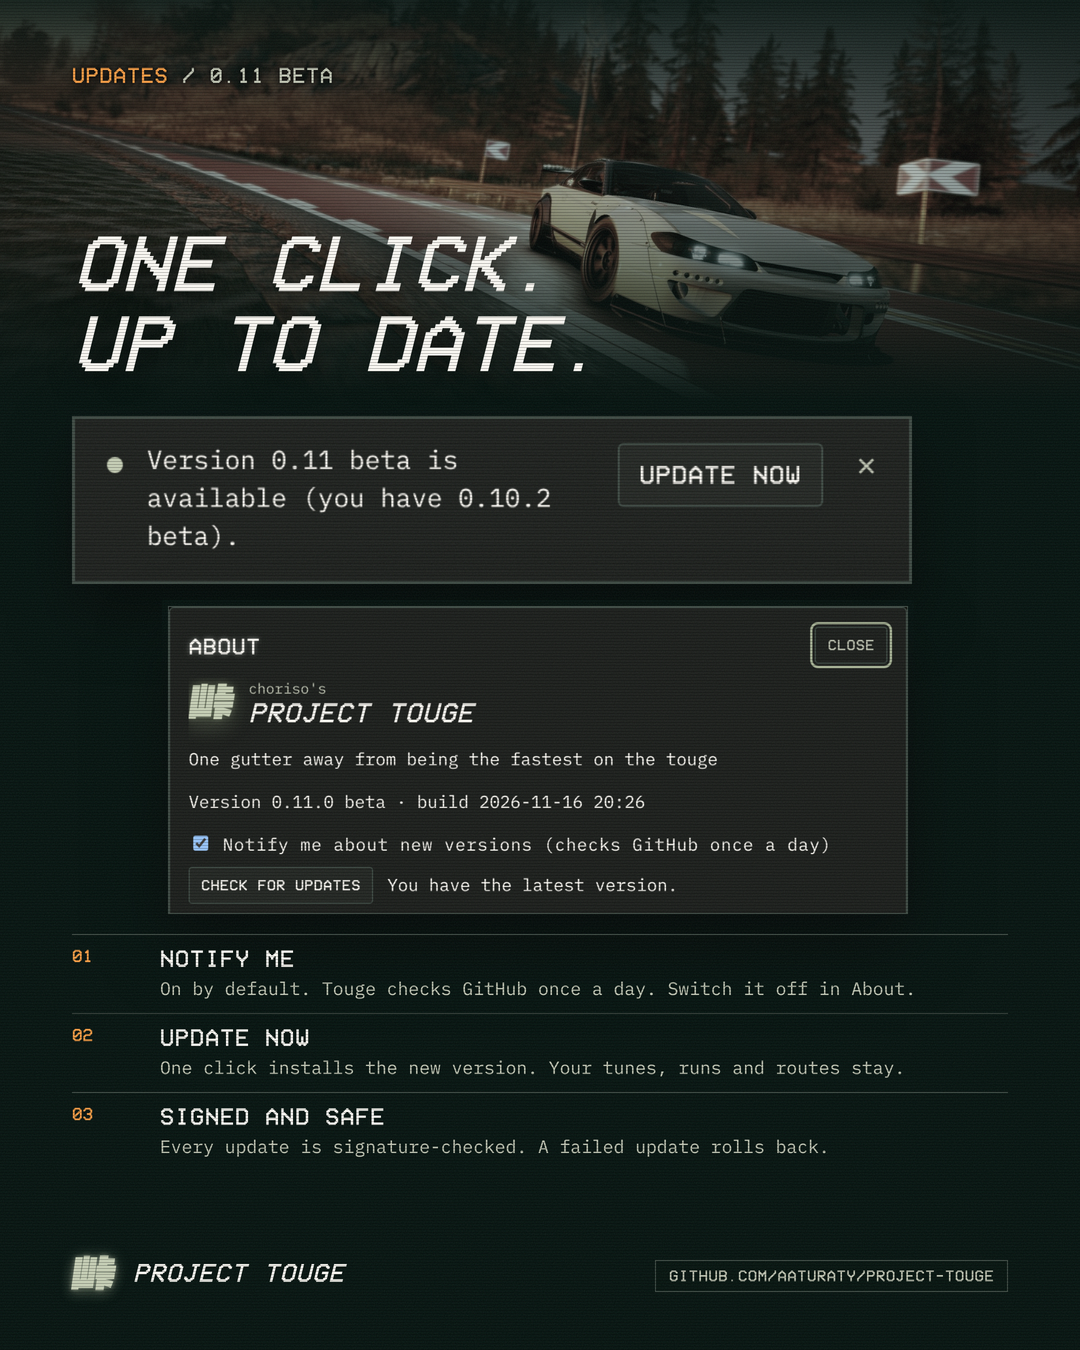 UPDATES / 0.11 BETA
ONE CLICK.
UP TO DATE.
Version 0.11 beta is
available (you have 0.10.2
beta).
UPDATE NOW
×
ABOUT
CLOSE
choriso's
PROJECT TOUGE
One gutter away from being the fastest on the touge
Version 0.11.0 beta · build 2026-11-16 20:26
Notify me about new versions (checks GitHub once a day)
CHECK FOR UPDATES You have the latest version.
01 NOTIFY ME
On by default. Touge checks GitHub once a day. Switch it off in About.
02 UPDATE NOW
One click installs the new version. Your tunes, runs and routes stay.
03 SIGNED AND SAFE
Every update is signature-checked. A failed update rolls back.
PROJECT TOUGE
GITHUB.COM/AATURATY/PROJECT-TOUGE